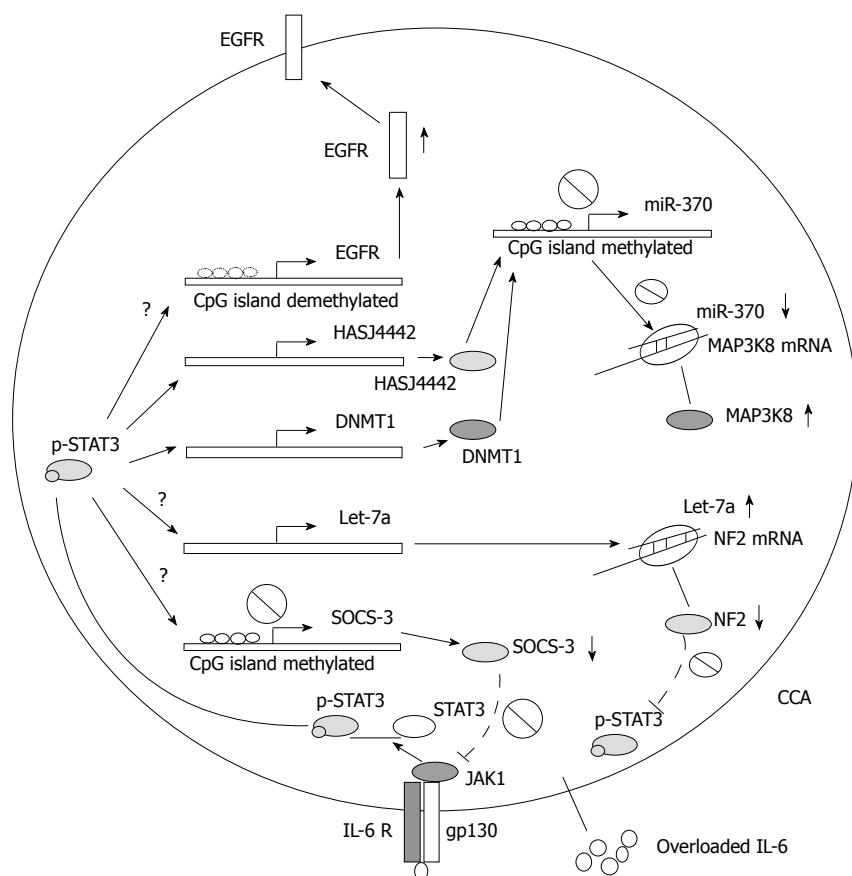 EGFR
EGFR
miR-370
CpG island methylated
EGFR
CpG island demethylated
?
miR-370
MAP3K8 mRNA
HASJ4442
HASJ4442
MAP3K8
DNMT1
DNMT1
p-STAT3
?
Let-7a
Let-7a
NF2 mRNA
?
SOCS-3
CpG island methylated
SOCS-3
NF2
CCA
p-STAT3
STAT3
p-STAT3
JAK1
IL-6 R
gp130
Overloaded IL-6